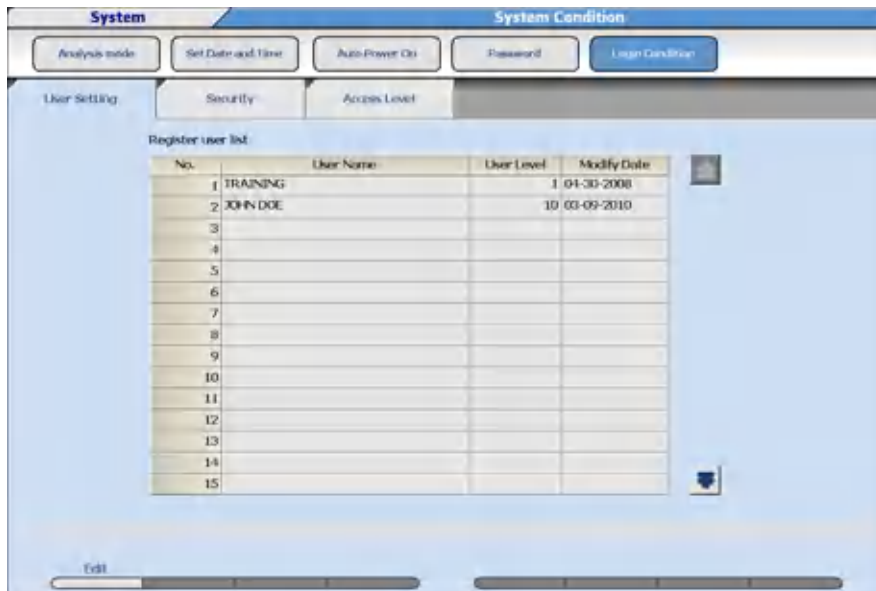 System System Condition
Analysis mode Set Date and Time Auto Power On Password Login Condition
User Setting Security Access Level
Register user list
No. User Name User Level Modify Date
1 TRAINING 1 04-30-2008
2 JOHN DOE 10 03-09-2010
3
4
5
6
7
8
9
10
11
12
13
14
15
Edit